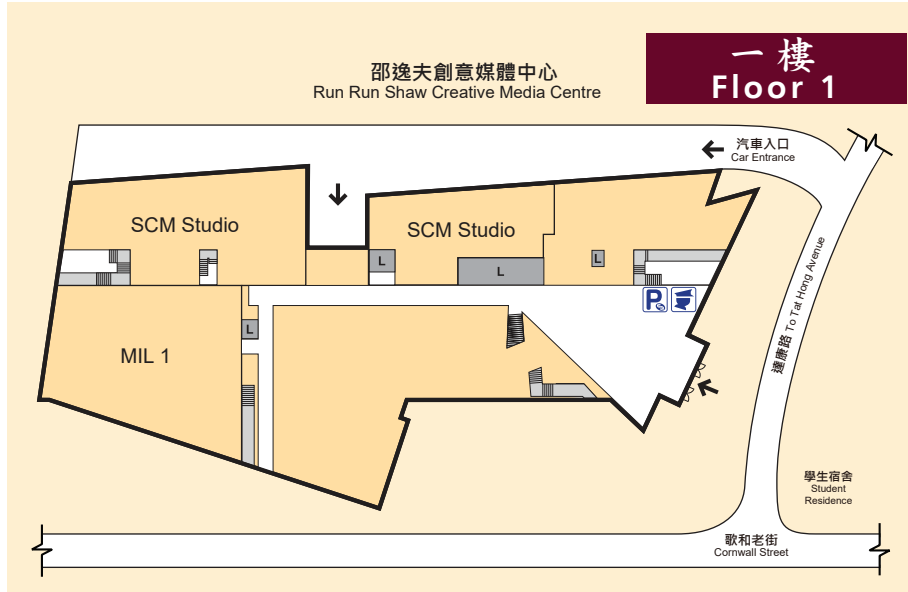 一樓
Floor 1
邵逸夫創意媒體中心
Run Run Shaw Creative Media Centre
汽車入口
Car Entrance
SCM Studio
SCM Studio
L
L
L
P
L
MIL 1
達康路 To Tat Hong Avenue
學生宿舍
Student
Residence
歌和老街
Cornwall Street